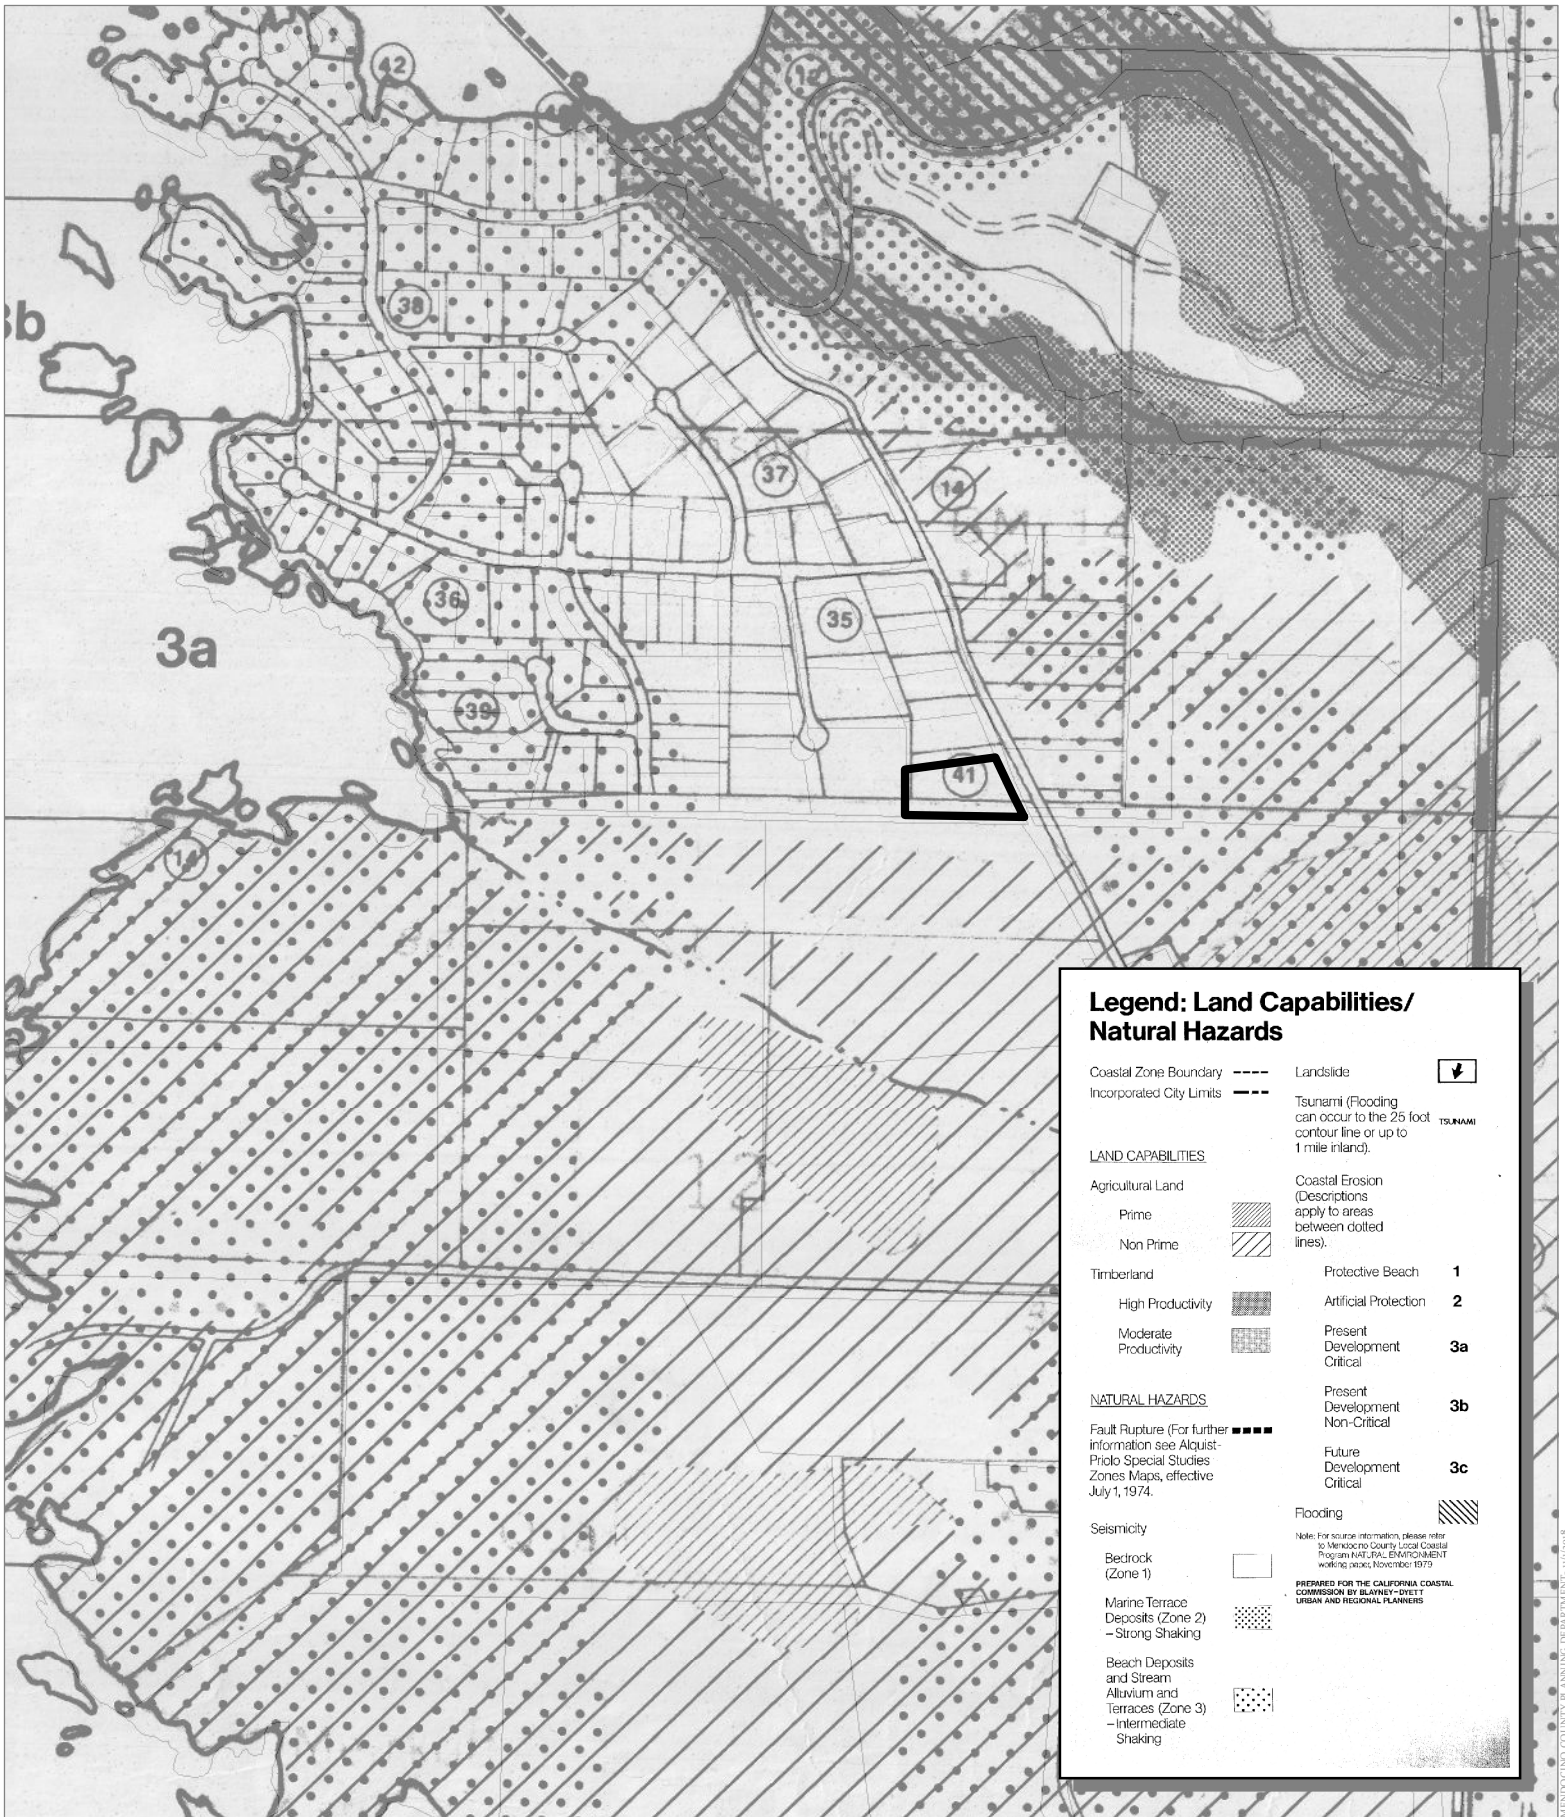 42
38
3b
37
14
36
35
3a
39
41
14
12
Legend: Land Capabilities/
Natural Hazards
Coastal Zone Boundary
Incorporated City Limits
LAND CAPABILITIES
Agricultural Land
Prime
Non Prime
Timberland
High Productivity
Moderate
Productivity
NATURAL HAZARDS
Fault Rupture (For further
information see Alquist-
Priolo Special Studies
Zones Maps, effective
July 1, 1974.
Seismicity
Bedrock
(Zone 1)
Marine Terrace
Deposits (Zone 2)
–Strong Shaking
Beach Deposits
and Stream
Alluvium and
Terraces (Zone 3)
–Intermediate
Shaking
Landslide
Tsunami (Flooding
can occur to the 25 foot
contour line or up to
1 mile inland).
TSUNAMI
Coastal Erosion
(Descriptions
apply to areas
between dotted
lines).
Protective Beach 1
Artificial Protection 2
Present
Development
Critical 3a
Present
Development
Non-Critical 3b
Future
Development
Critical 3c
Flooding
Note: For source information, please refer
to Mendocino County Local Coastal
Program NATURAL ENVIRONMENT
working paper, November 1979
PREPARED FOR THE CALIFORNIA COASTAL
COMMISSION BY BLAYNEY-DYETT
URBAN AND REGIONAL PLANNERS